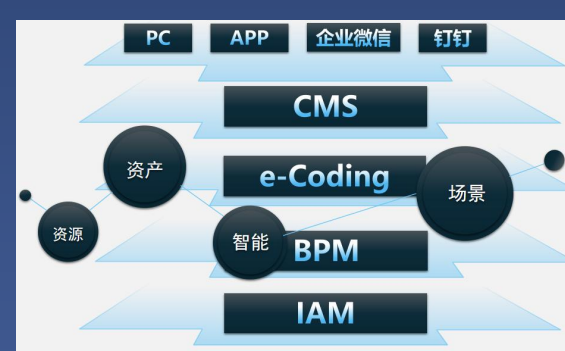 PC APP 企业微信 钉钉
CMS
资产
e-Coding
场景
资源
智能
BPM
IAM